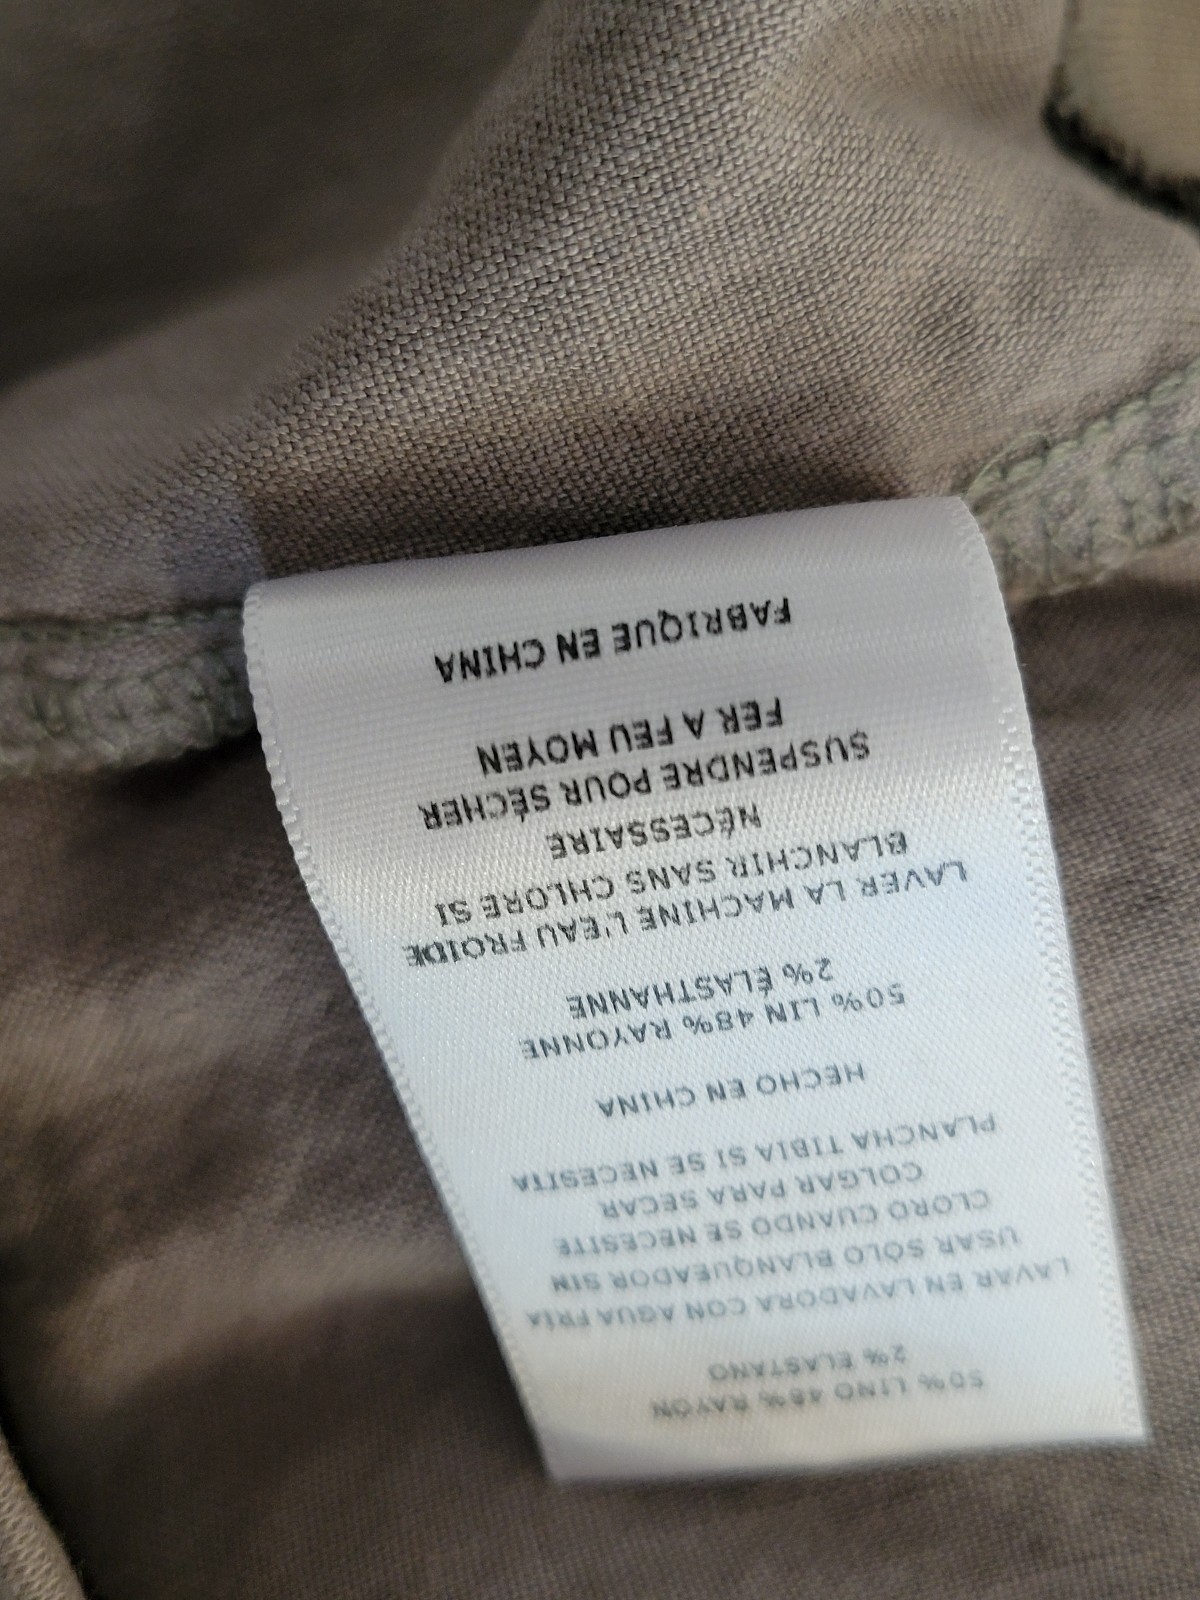 50% LINO 48% RAYON
2% ELASTANO
LAVAR EN LAVADORA CON AGUA FRÍA
USAR SÓLO BLANQUEADOR SIN
CLORO CUANDO SE NECESITE
COLGAR PARA SECAR
PLANCHA TIBIA SI SE NECESITA
HECHO EN CHINA
50% LIN 48% RAYONNE
2% ÉLASTHANNE
LAVER LA MACHINE L'EAU FROIDE
BLANCHIR SANS CHLORE SI
NÉCESSAIRE
SUSPENDRE POUR SÉCHER
FER A FEU MOYEN
FABRIQUE EN CHINA